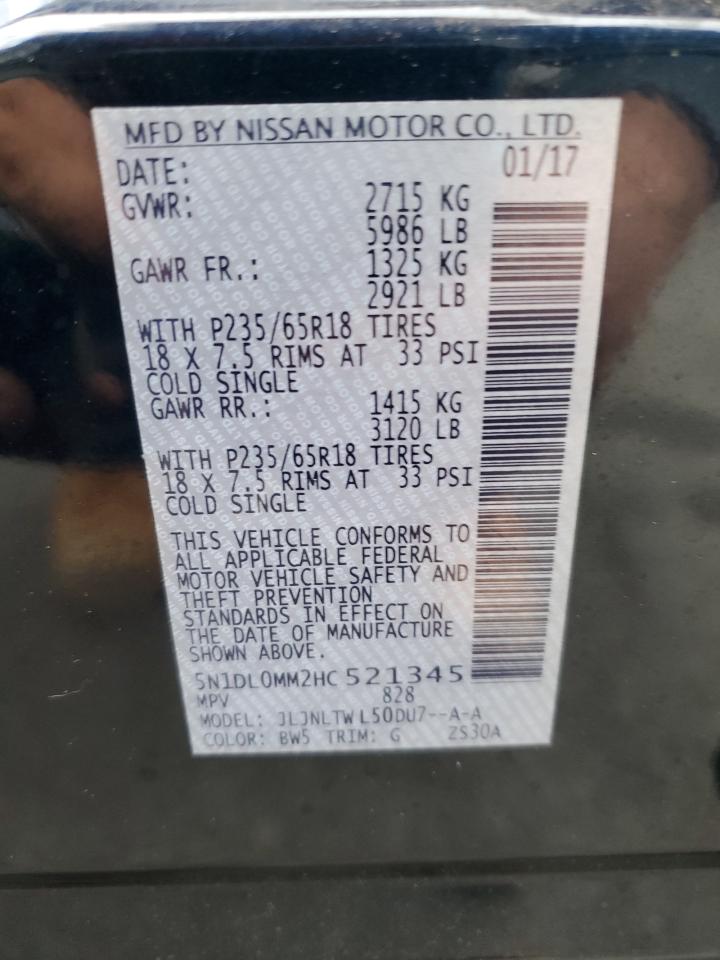 MFD BY NISSAN MOTOR CO., LTD.
DATE: 01/17
GVWR: 2715 KG
5986 LB
GAWR FR.: 1325 KG
2921 LB
WITH P235/65R18 TIRES
18 X 7.5 RIMS AT 33 PSI
COLD SINGLE
GAWR RR.: 1415 KG
3120 LB
WITH P235/65R18 TIRES
18 X 7.5 RIMS AT 33 PSI
COLD SINGLE
THIS VEHICLE CONFORMS TO
ALL APPLICABLE FEDERAL
MOTOR VEHICLE SAFETY AND
THEFT PREVENTION
STANDARDS IN EFFECT ON
THE DATE OF MANUFACTURE
SHOWN ABOVE.
5N1DL0MM2HC 521345
MPV 828
MODEL: JLJNLTW L50DU7--A-A
COLOR: BW5 TRIM: G ZS30A